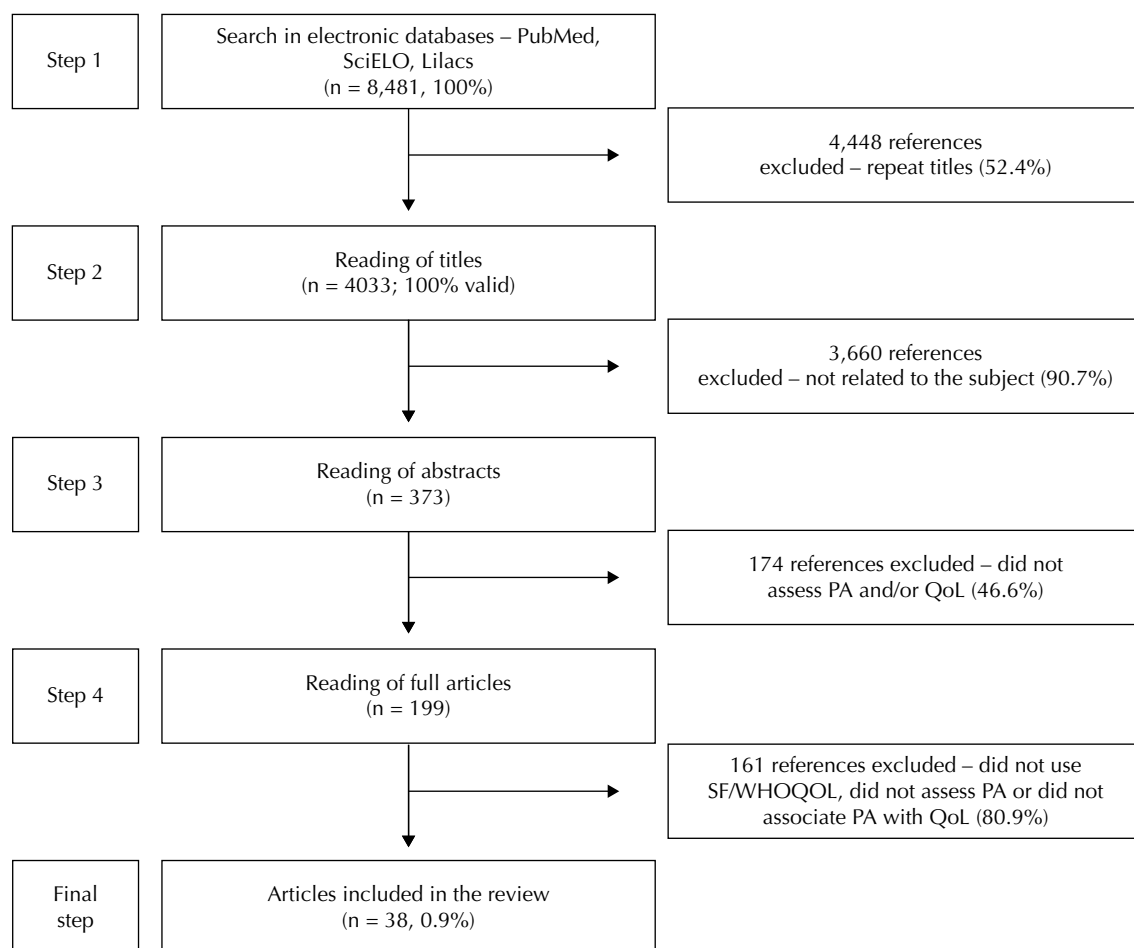 Step 1
Search in electronic databases – PubMed,
SciELO, Lilacs
(n = 8,481, 100%)
4,448 references
excluded – repeat titles (52.4%)
Step 2
Reading of titles
(n = 4033; 100% valid)
3,660 references
excluded – not related to the subject (90.7%)
Step 3
Reading of abstracts
(n = 373)
174 references excluded – did not
assess PA and/or QoL (46.6%)
Step 4
Reading of full articles
(n = 199)
161 references excluded – did not use
SF/WHOQOL, did not assess PA or did not
associate PA with QoL (80.9%)
Final
step
Articles included in the review
(n = 38, 0.9%)